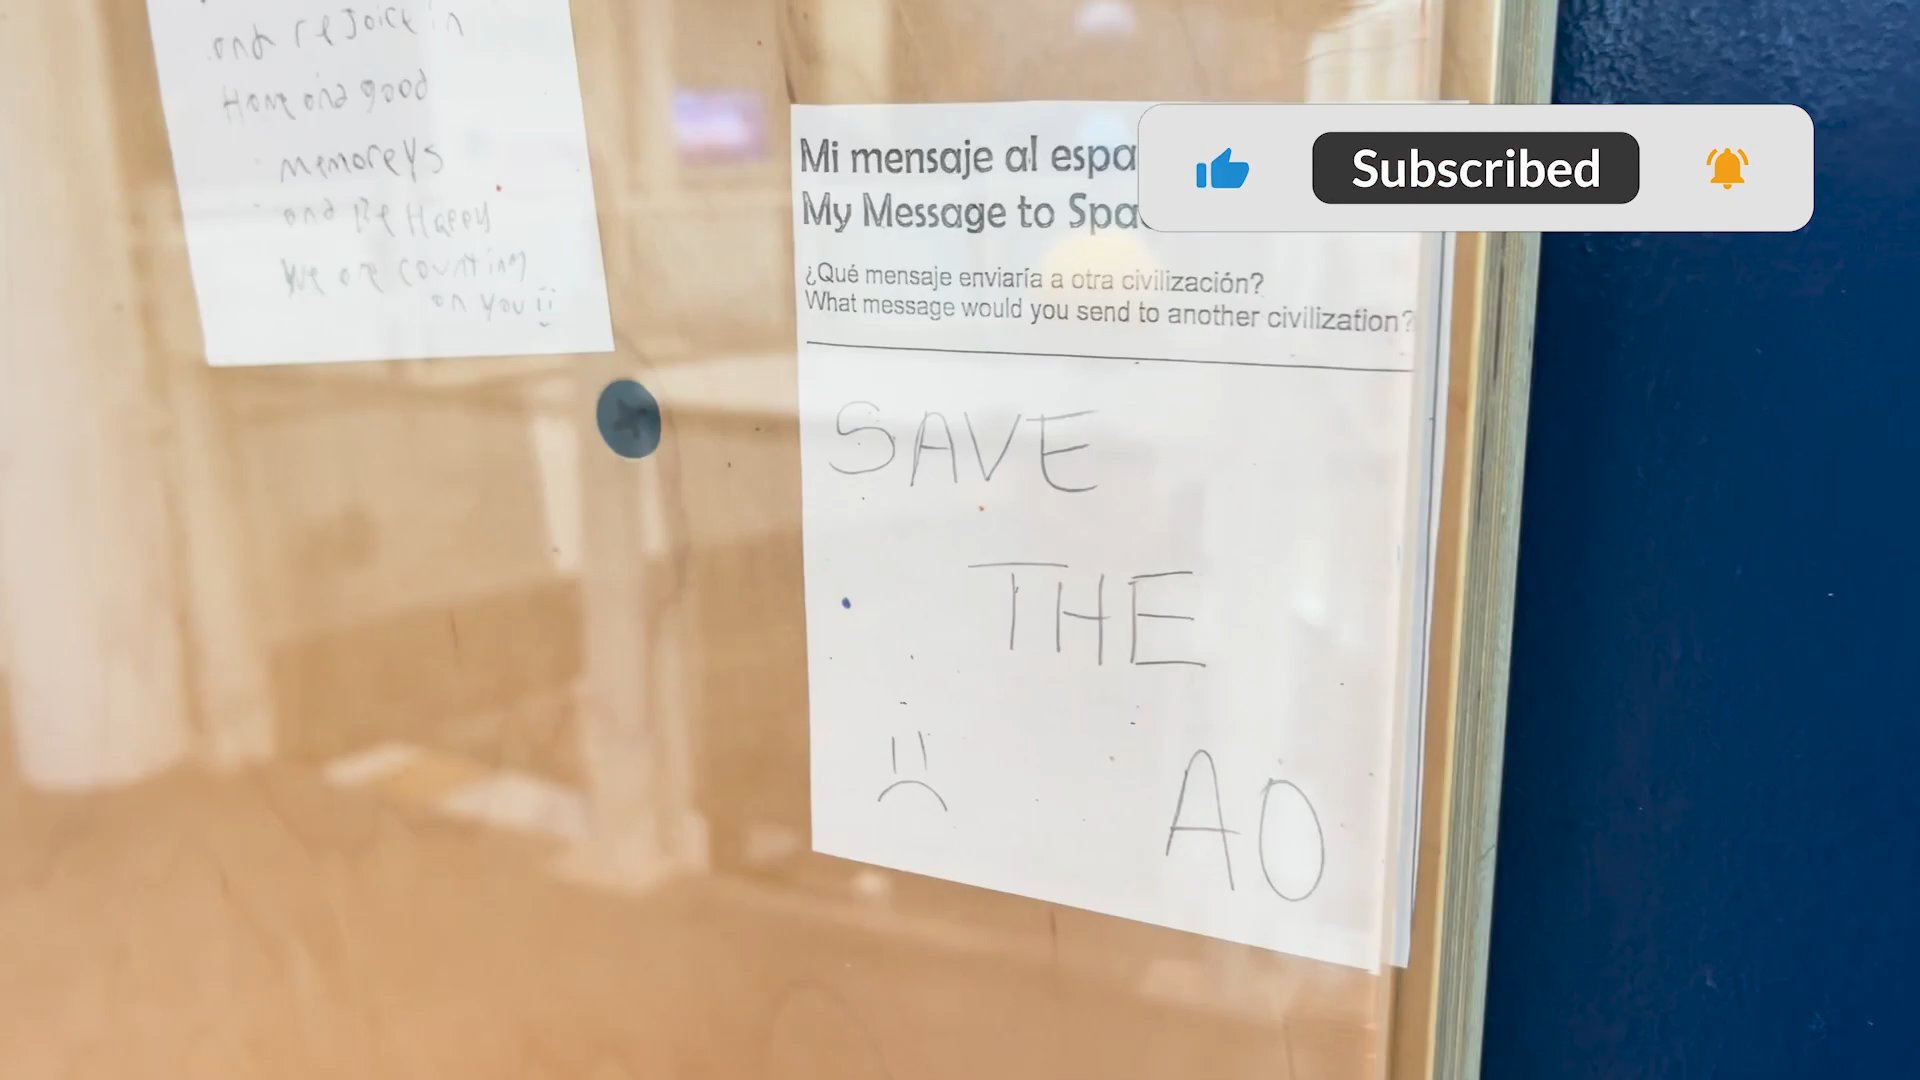 and rejoice in
Home and good
memoreys
and Be Happy
We are counting
on you
Mi mensaje al espa
My Message to Spa
¿Qué mensaje enviaría a otra civilización?
What message would you send to another civilization?
SAVE
THE
AO
Subscribed